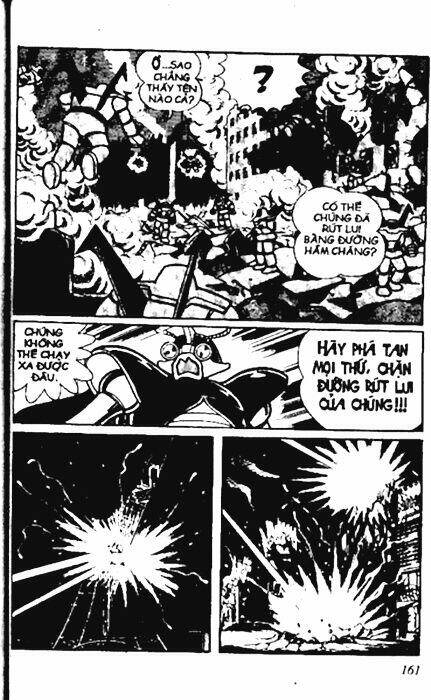 Ơ...SAO
CHẲNG
THẤY TÊN
NÀO CẢ?
?
CÓ THỂ
CHÚNG ĐÃ
RÚT LUI
BẰNG ĐƯỜNG
HẦM CHĂNG?
CHÚNG
KHÔNG
THỂ CHẠY
XA ĐƯỢC
ĐÂU.
HÃY PHÁ TAN
MỌI THỨ, CHẶN
ĐƯỜNG RÚT LUI
CỦA CHÚNG!!!
161